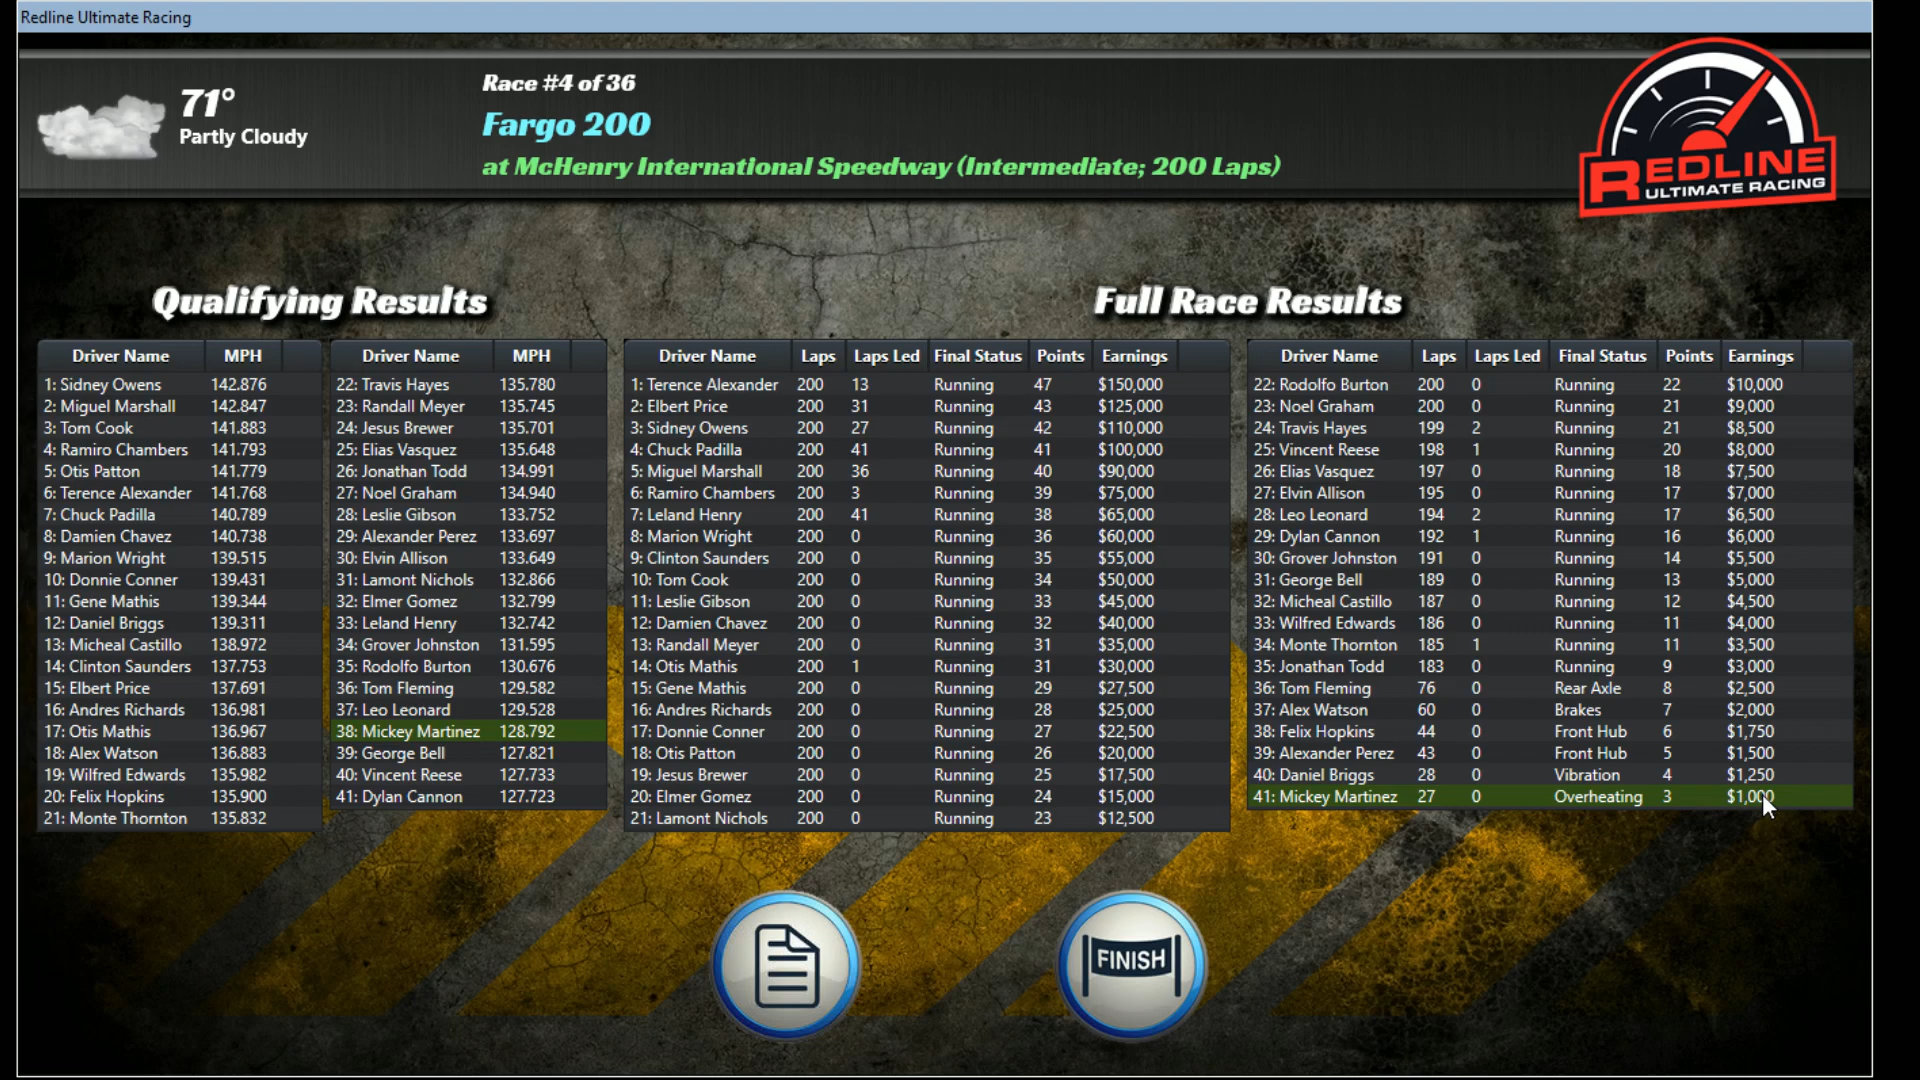 Redline Ultimate Racing
71°
Partly Cloudy
Race #4 of 36
Fargo 200
at McHenry International Speedway (Intermediate; 200 Laps)
REDLINE
ULTIMATE RACING
Qualifying Results
Driver Name MPH
1: Sidney Owens 142.876
2: Miguel Marshall 142.847
3: Tom Cook 141.883
4: Ramiro Chambers 141.793
5: Otis Patton 141.779
6: Terence Alexander 141.768
7: Chuck Padilla 140.789
8: Damien Chavez 140.738
9: Marion Wright 139.515
10: Donnie Conner 139.431
11: Gene Mathis 139.344
12: Daniel Briggs 139.311
13: Micheal Castillo 138.972
14: Clinton Saunders 137.753
15: Elbert Price 137.691
16: Andres Richards 136.981
17: Otis Mathis 136.967
18: Alex Watson 136.883
19: Wilfred Edwards 135.982
20: Felix Hopkins 135.900
21: Monte Thornton 135.832
Driver Name MPH
22: Travis Hayes 135.780
23: Randall Meyer 135.745
24: Jesus Brewer 135.701
25: Elias Vasquez 135.648
26: Jonathan Todd 134.991
27: Noel Graham 134.940
28: Leslie Gibson 133.752
29: Alexander Perez 133.697
30: Elvin Allison 133.649
31: Lamont Nichols 132.866
32: Elmer Gomez 132.799
33: Leland Henry 132.742
34: Grover Johnston 131.595
35: Rodolfo Burton 130.676
36: Tom Fleming 129.582
37: Leo Leonard 129.528
38: Mickey Martinez 128.792
39: George Bell 127.821
40: Vincent Reese 127.733
41: Dylan Cannon 127.723
Full Race Results
Driver Name Laps Laps Led Final Status Points Earnings
1: Terence Alexander 200 13 Running 47 $150,000
2: Elbert Price 200 31 Running 43 $125,000
3: Sidney Owens 200 27 Running 42 $110,000
4: Chuck Padilla 200 41 Running 41 $100,000
5: Miguel Marshall 200 36 Running 40 $90,000
6: Ramiro Chambers 200 3 Running 39 $75,000
7: Leland Henry 200 41 Running 38 $65,000
8: Marion Wright 200 0 Running 36 $60,000
9: Clinton Saunders 200 0 Running 35 $55,000
10: Tom Cook 200 0 Running 34 $50,000
11: Leslie Gibson 200 0 Running 33 $45,000
12: Damien Chavez 200 0 Running 32 $40,000
13: Randall Meyer 200 0 Running 31 $35,000
14: Otis Mathis 200 1 Running 31 $30,000
15: Gene Mathis 200 0 Running 29 $27,500
16: Andres Richards 200 0 Running 28 $25,000
17: Donnie Conner 200 0 Running 27 $22,500
18: Otis Patton 200 0 Running 26 $20,000
19: Jesus Brewer 200 0 Running 25 $17,500
20: Elmer Gomez 200 0 Running 24 $15,000
21: Lamont Nichols 200 0 Running 23 $12,500
Driver Name Laps Laps Led Final Status Points Earnings
22: Rodolfo Burton 200 0 Running 22 $10,000
23: Noel Graham 200 0 Running 21 $9,000
24: Travis Hayes 199 2 Running 21 $8,500
25: Vincent Reese 198 1 Running 20 $8,000
26: Elias Vasquez 197 0 Running 18 $7,500
27: Elvin Allison 195 0 Running 17 $7,000
28: Leo Leonard 194 2 Running 17 $6,500
29: Dylan Cannon 192 1 Running 16 $6,000
30: Grover Johnston 191 0 Running 14 $5,500
31: George Bell 189 0 Running 13 $5,000
32: Micheal Castillo 187 0 Running 12 $4,500
33: Wilfred Edwards 186 0 Running 11 $4,000
34: Monte Thornton 185 1 Running 11 $3,500
35: Jonathan Todd 183 0 Running 9 $3,000
36: Tom Fleming 76 0 Rear Axle 8 $2,500
37: Alex Watson 60 0 Brakes 7 $2,000
38: Felix Hopkins 44 0 Front Hub 6 $1,750
39: Alexander Perez 43 0 Front Hub 5 $1,500
40: Daniel Briggs 28 0 Vibration 4 $1,250
41: Mickey Martinez 27 0 Overheating 3 $1,000
FINISH